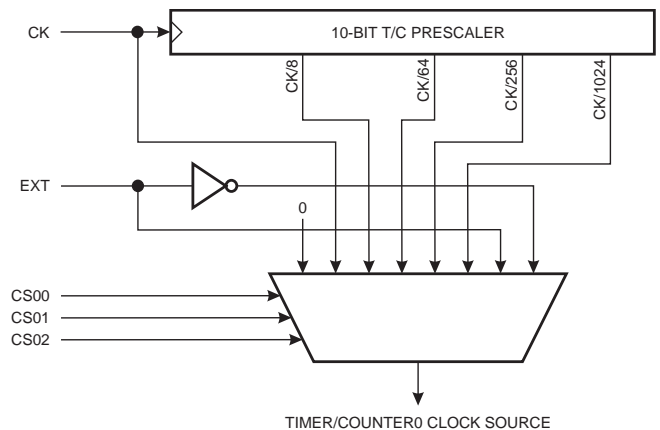 CK
10-BIT T/C PRESCALER
CK/8
CK/64
CK/256
CK/1024
EXT
0
CS00
CS01
CS02
TIMER/COUNTER0 CLOCK SOURCE